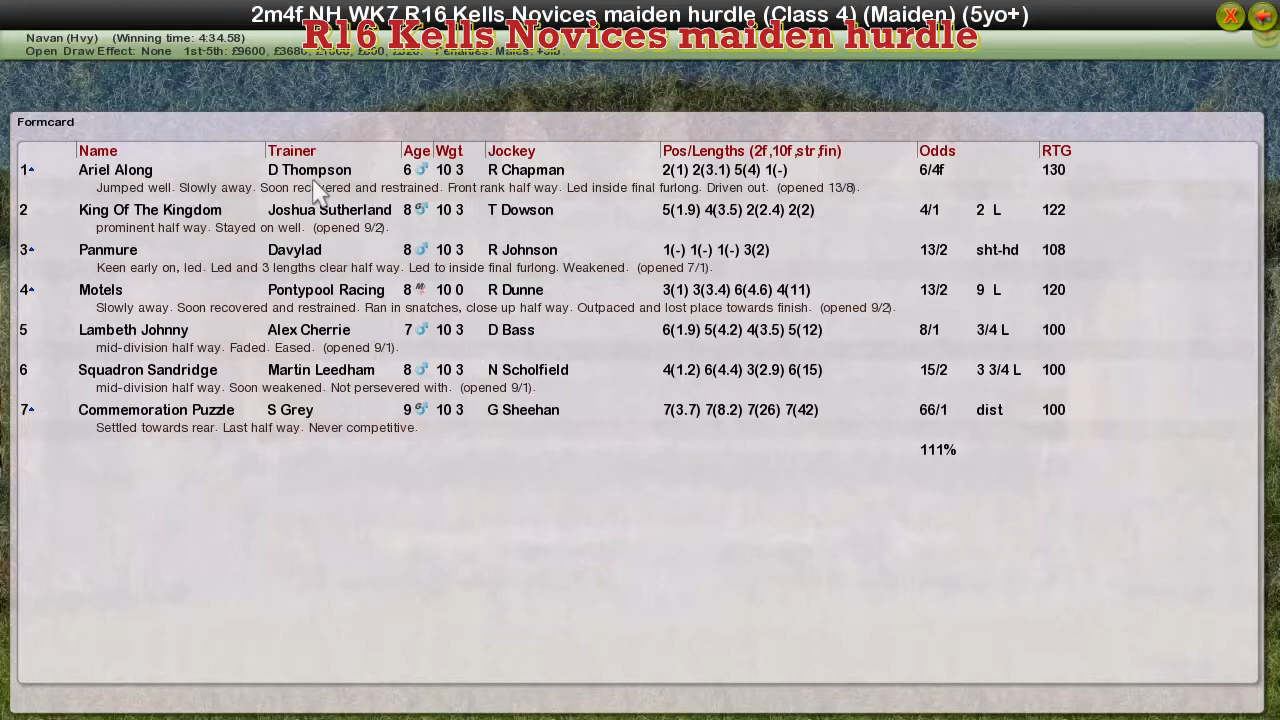 2m4f NH WK7 R16 Kells Novices maiden hurdle (Class 4) (Maiden) (5yo+)
R16 Kells Novices maiden hurdle
Navan (Hvy) (Winning time: 4:34.58)
Open Draw Effect: None 1st-5th: £9600, £3680, Penalties: Males: +3lb.
Formcard
Name Trainer Age Wgt Jockey Pos/Lengths (2f,10f,str,fin) Odds RTG
1 Ariel Along D Thompson 6 10 3 R Chapman 2(1) 2(3.1) 5(4) 1(-) 6/4f 130
Jumped well. Slowly away. Soon recovered and restrained. Front rank half way. Led inside final furlong. Driven out. (opened 13/8).
2 King Of The Kingdom Joshua Sutherland 8 10 3 T Dowson 5(1.9) 4(3.5) 2(2.4) 2(2) 4/1 2 L 122
prominent half way. Stayed on well. (opened 9/2).
3 Panmure Davylad 8 10 3 R Johnson 1(-) 1(-) 1(-) 3(2) 13/2 sht-hd 108
Keen early on, led. Led and 3 lengths clear half way. Led to inside final furlong. Weakened. (opened 7/1).
4 Motels Pontypool Racing 8 10 0 R Dunne 3(1) 3(3.4) 6(4.6) 4(11) 13/2 9 L 120
Slowly away. Soon recovered and restrained. Ran in snatches, close up half way. Outpaced and lost place towards finish. (opened 9/2).
5 Lambeth Johnny Alex Cherrie 7 10 3 D Bass 6(1.9) 5(4.2) 4(3.5) 5(12) 8/1 3/4 L 100
mid-division half way. Faded. Eased. (opened 9/1).
6 Squadron Sandridge Martin Leedham 8 10 3 N Scholfield 4(1.2) 6(4.4) 3(2.9) 6(15) 15/2 3 3/4 L 100
mid-division half way. Soon weakened. Not persevered with. (opened 9/1).
7 Commemoration Puzzle S Grey 9 10 3 G Sheehan 7(3.7) 7(8.2) 7(26) 7(42) 66/1 dist 100
Settled towards rear. Last half way. Never competitive.
111%